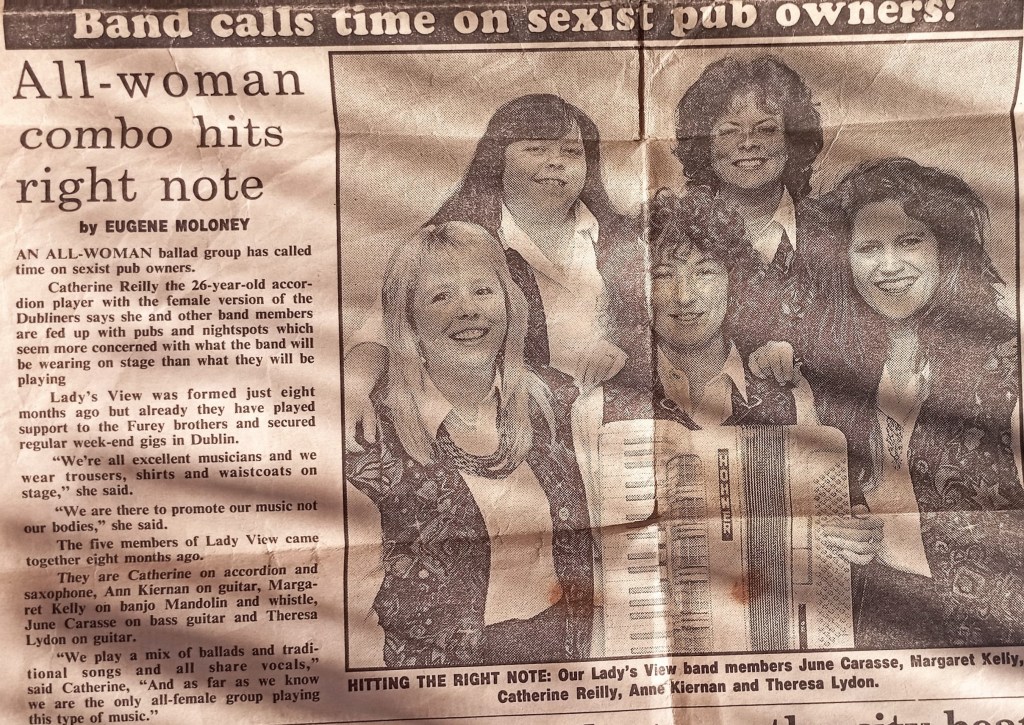 Band calls time on sexist pub owners!
All-woman
combo hits
right note
by EUGENE MOLONEY
AN ALL-WOMAN ballad group has called
time on sexist pub owners.
Catherine Reilly the 26-year-old accor-
dion player with the female version of the
Dubliners says she and other band members
are fed up with pubs and nightspots which
seem more concerned with what the band will
be wearing on stage than what they will be
playing
Lady's View was formed just eight
months ago but already they have played
support to the Furey brothers and secured
regular week-end gigs in Dublin.
"We're all excellent musicians and we
wear trousers, shirts and waistcoats on
stage," she said.
"We are there to promote our music not
our bodies," she said.
The five members of Lady View came
together eight months ago.
They are Catherine on accordion and
saxophone, Ann Kiernan on guitar, Marga-
ret Kelly on banjo Mandolin and whistle,
June Carasse on bass guitar and Theresa
Lydon on guitar.
"We play a mix of ballads and tradi-
tional songs and all share vocals,"
said Catherine, "And as far as we know
we are the only all-female group playing
this type of music."
HOHNER
HITTING THE RIGHT NOTE: Our Lady's View band members June Carasse, Margaret Kelly,
Catherine Reilly, Anne Kiernan and Theresa Lydon.